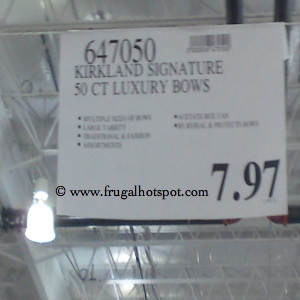 647050
KIRKLAND SIGNATURE
50 CT LUXURY BOWS
• MULTIPLE SIZES OF BOWS
• LARGE VARIETY
• TRADITIONAL & FASHION
• ASSORTMENTS
• ACETATE BOX CAN
BE REUSED & PROTECTS BOWS
7.97
© www.frugalhotspot.com